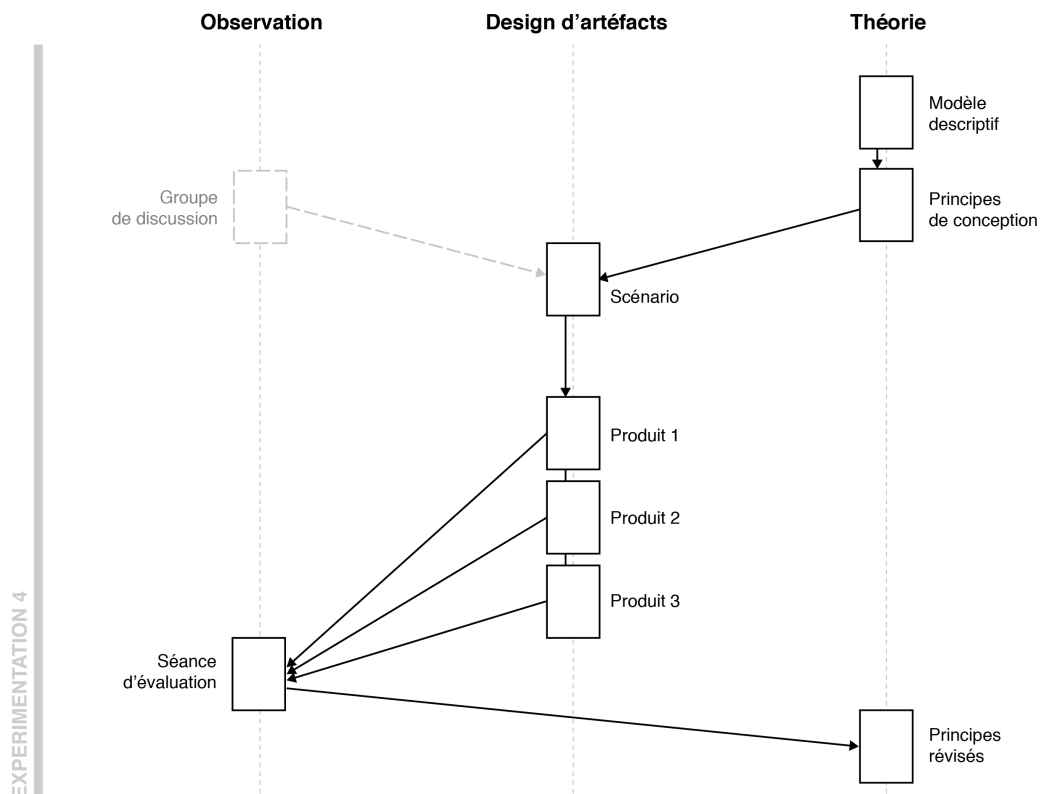 Observation
Design d’artéfacts
Théorie
Modèle
descriptif
Groupe
de discussion
Principes
de conception
Scénario
Produit 1
Produit 2
Produit 3
Séance
d’évaluation
Principes
révisés
EXPERIMENTATION 4